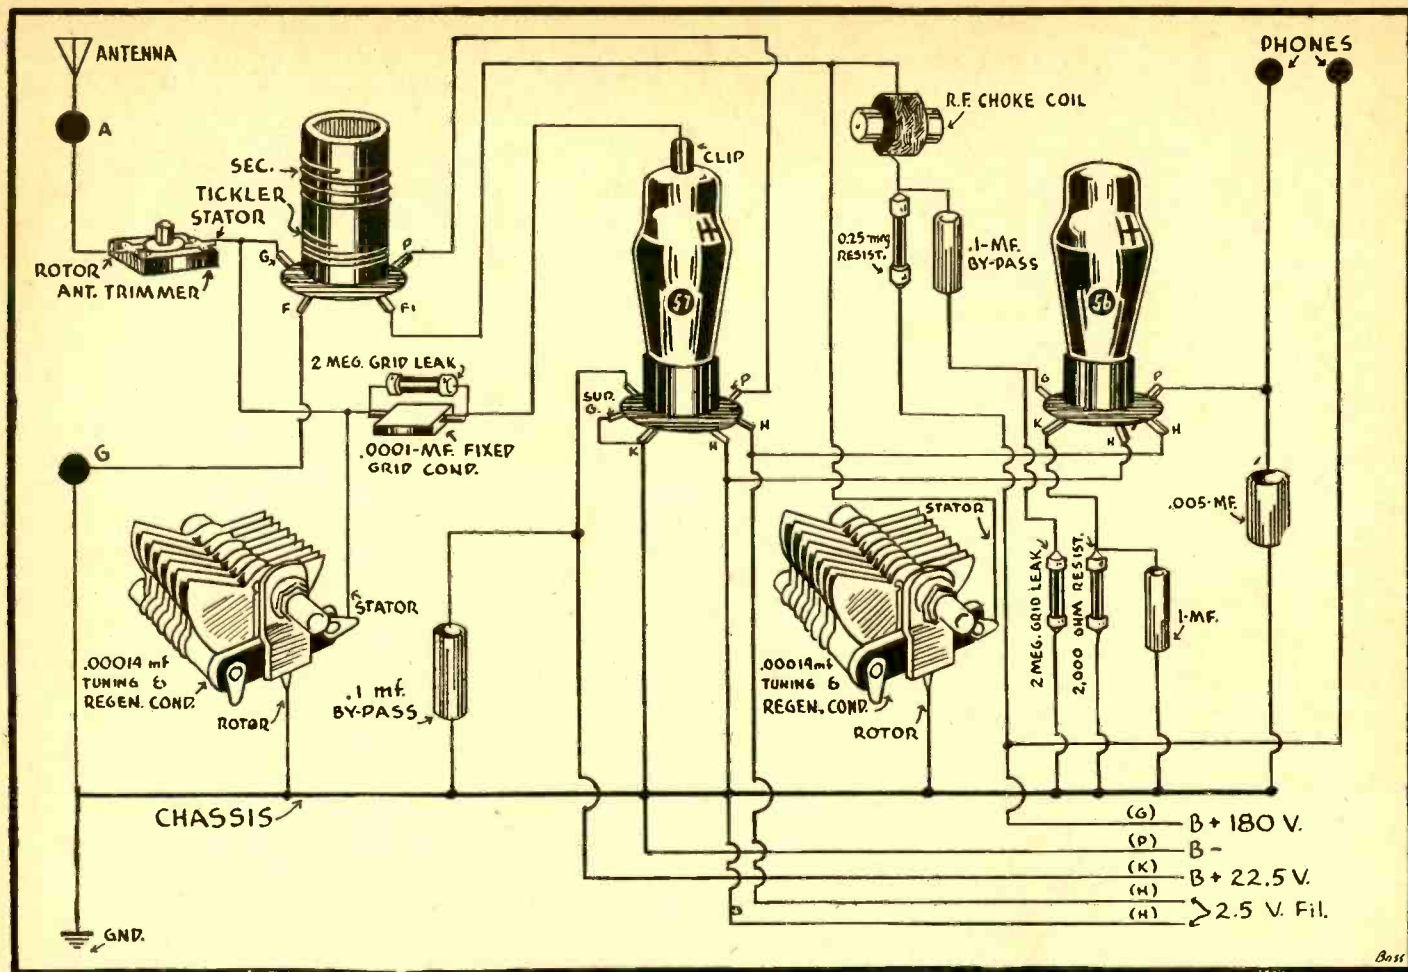 ANTENNA
A
SEC.
TICKLER
STATOR
ROTOR
ANT. TRIMMER
G
P
F
F1
2 MEG. GRID LEAK
.0001-MF. FIXED
GRID COND.
G
CLIP
57
SUP.
G.
P
H
K
H
R.F. CHOKE COIL
0.25 meg
RESIST.
.1-MF.
BY-PASS
PHONES
56
G
P
K
H
H
.005-MF.
STATOR
.00014 mf
TUNING &
REGEN. COND.
ROTOR
.1 mf.
BY-PASS
STATOR
.00014mf
TUNING &
REGEN. COND.
ROTOR
2 MEG. GRID LEAK
2,000 OHM RESIST.
1-MF.
CHASSIS
(G) B + 180 V.
(P) B -
(K) B + 22.5 V.
(H)
(H) 2.5 V. Fil.
GND.